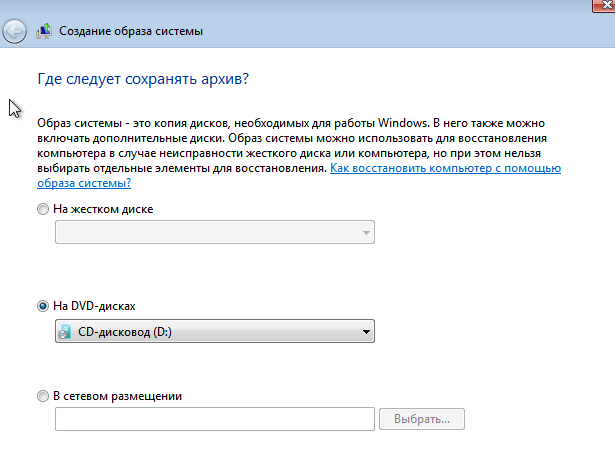 Создание образа системы
Где следует сохранять архив?
Образ системы - это копия дисков, необходимых для работы Windows. В него также можно
включать дополнительные диски. Образ системы можно использовать для восстановления
компьютера в случае неисправности жесткого диска или компьютера, но при этом нельзя
выбирать отдельные элементы для восстановления. Как восстановить компьютер с помощью
образа системы?
На жестком диске
На DVD-дисках
CD-дисковод (D:)
В сетевом размещении
Выбрать...